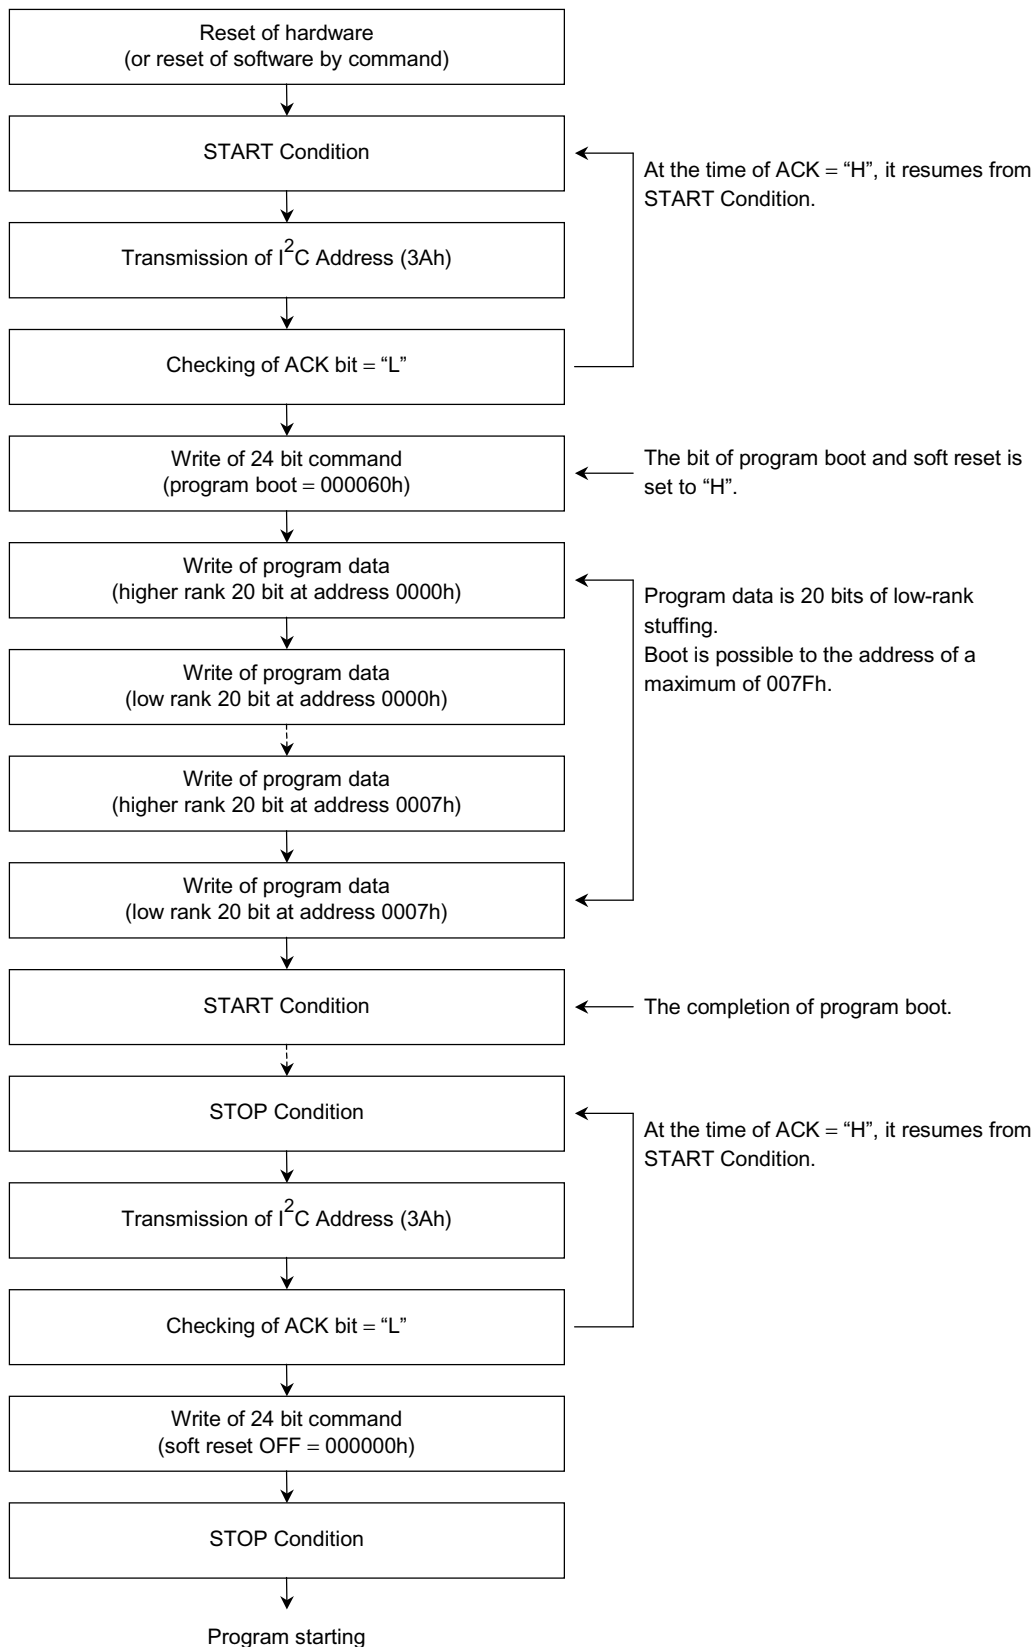 Reset of hardware
(or reset of software by command)
START Condition
At the time of ACK = “H”, it resumes from
START Condition.
Transmission of I²C Address (3Ah)
Checking of ACK bit = “L”
Write of 24 bit command
(program boot = 000060h)
The bit of program boot and soft reset is
set to “H”.
Write of program data
(higher rank 20 bit at address 0000h)
Program data is 20 bits of low-rank
stuffing.
Boot is possible to the address of a
maximum of 007Fh.
Write of program data
(low rank 20 bit at address 0000h)
Write of program data
(higher rank 20 bit at address 0007h)
Write of program data
(low rank 20 bit at address 0007h)
START Condition
The completion of program boot.
STOP Condition
At the time of ACK = “H”, it resumes from
START Condition.
Transmission of I²C Address (3Ah)
Checking of ACK bit = “L”
Write of 24 bit command
(soft reset OFF = 000000h)
STOP Condition
Program starting